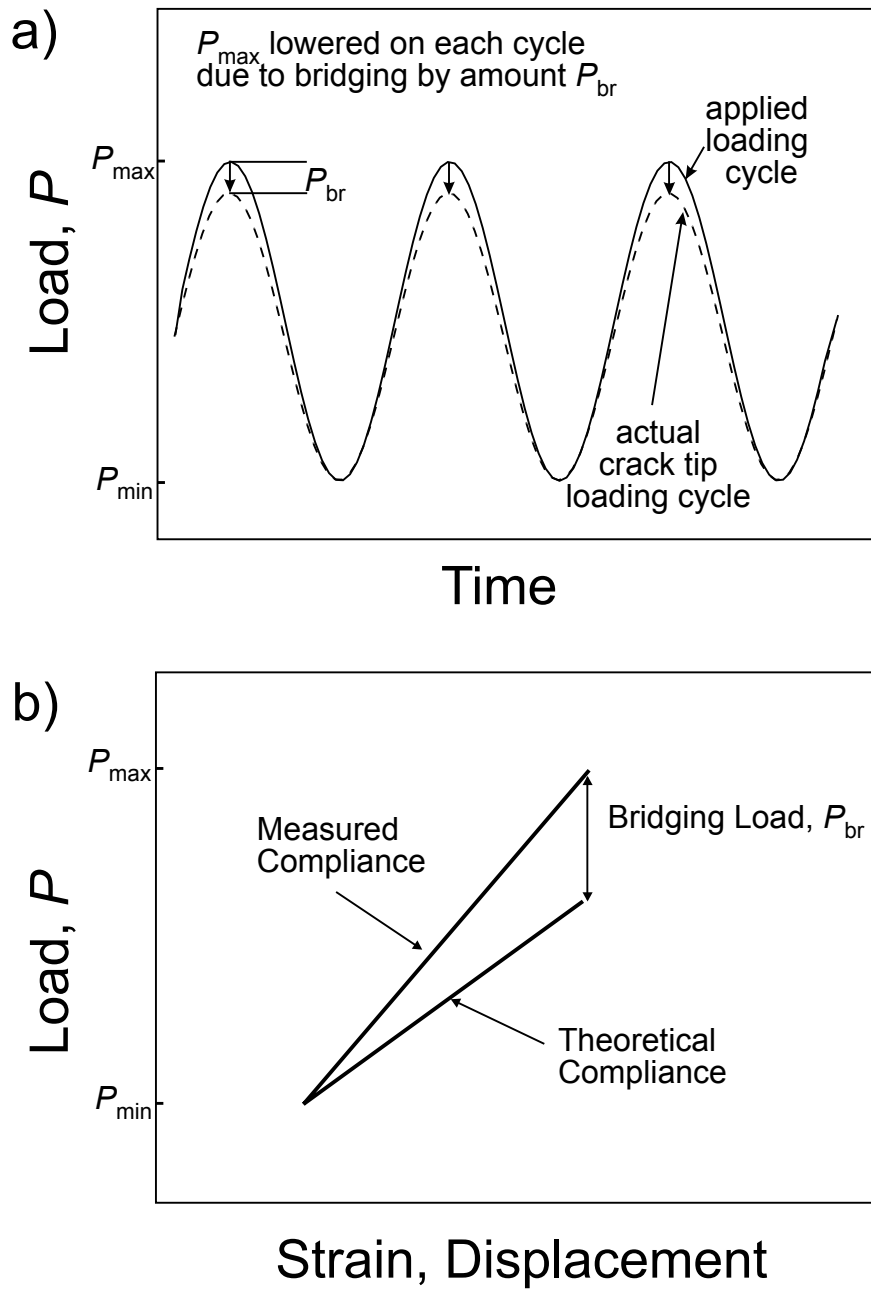 a)
P_max lowered on each cycle
due to bridging by amount P_br
applied
loading
cycle
P_max
P_br
Load, P
actual
crack tip
loading cycle
P_min
Time
b)
P_max
Measured
Compliance
Bridging Load, P_br
Load, P
Theoretical
Compliance
P_min
Strain, Displacement